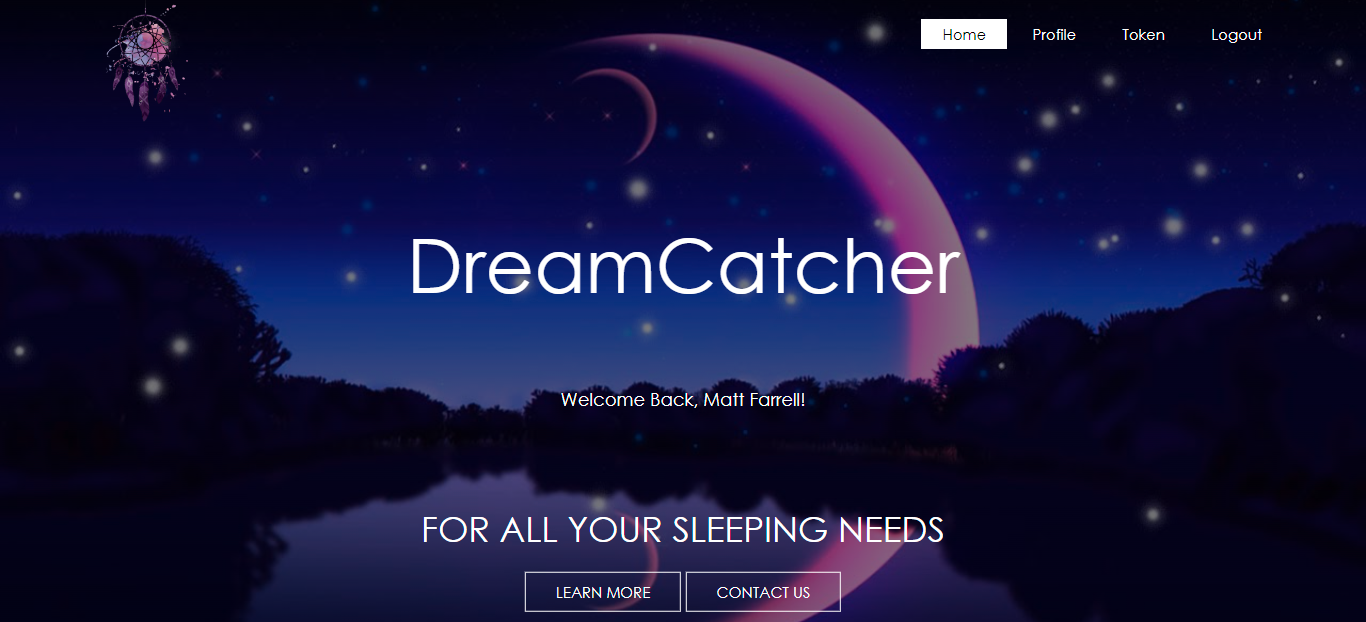 Home Profile Token Logout
DreamCatcher
Welcome Back, Matt Farrell!
FOR ALL YOUR SLEEPING NEEDS
LEARN MORE CONTACT US